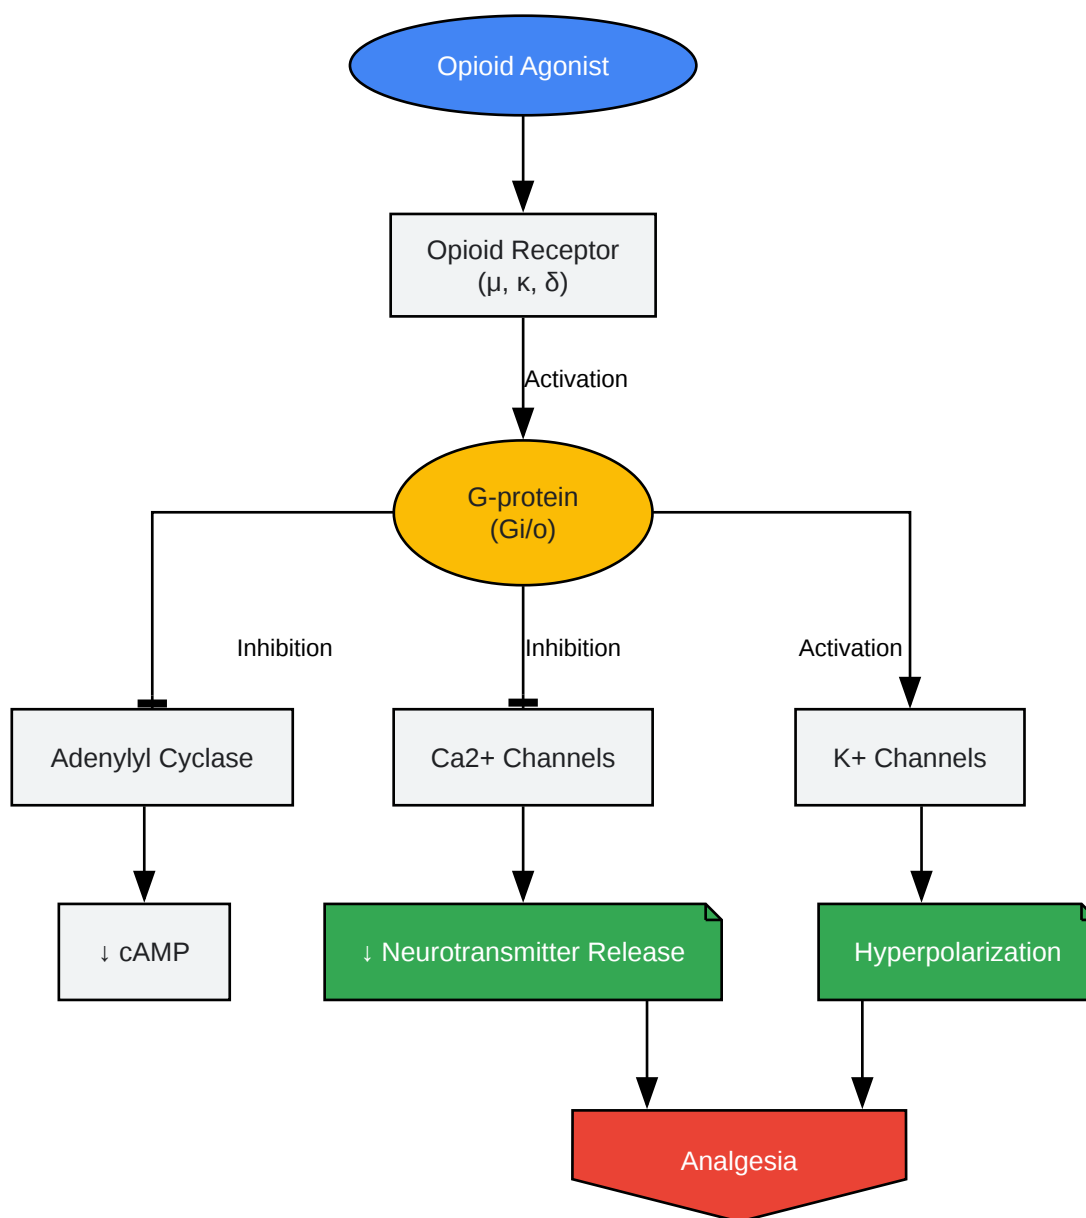 Opioid Agonist
Opioid Receptor
(μ, κ, δ)
Activation
G-protein
(Gi/o)
Inhibition
Inhibition
Activation
Adenylyl Cyclase
Ca2+ Channels
K+ Channels
↓ cAMP
↓ Neurotransmitter Release
Hyperpolarization
Analgesia